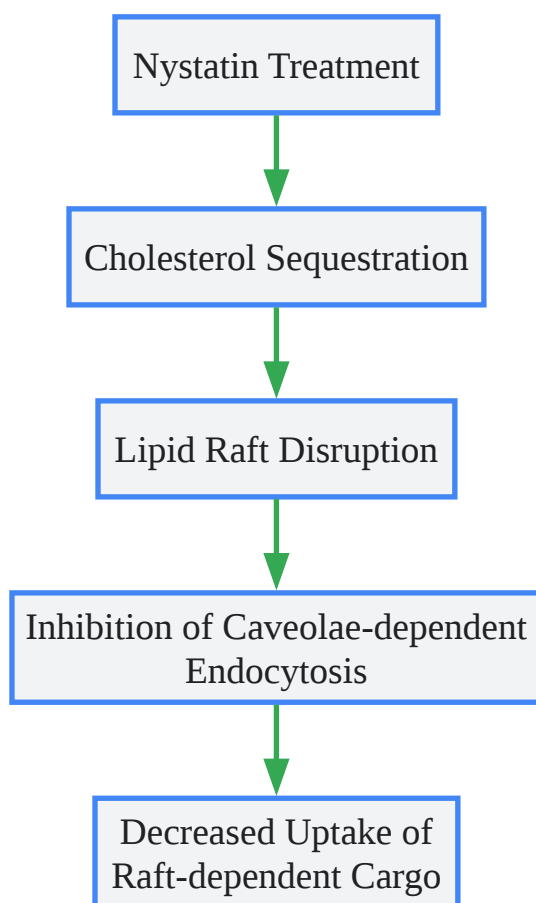 Nystatin Treatment
Cholesterol Sequestration
Lipid Raft Disruption
Inhibition of Caveolae-dependent
Endocytosis
Decreased Uptake of
Raft-dependent Cargo